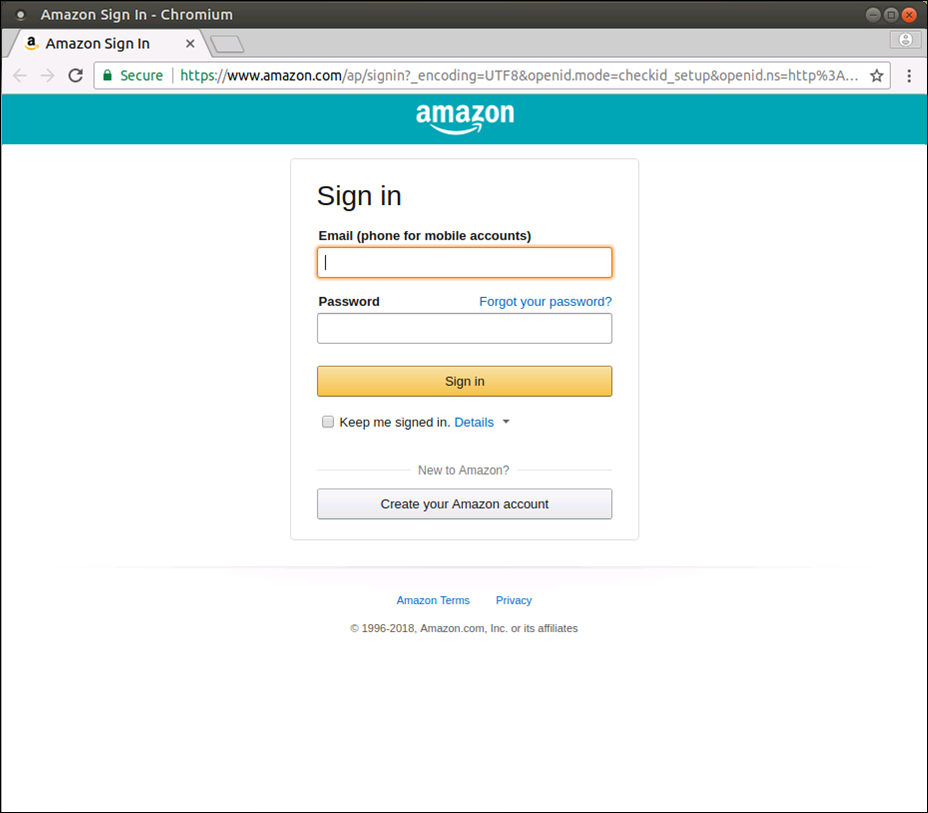 Amazon Sign In - Chromium
Amazon Sign In
Secure https://www.amazon.com/ap/signin?_encoding=UTF8&openid.mode=checkid_setup&openid.ns=http%3A...
amazon
Sign in
Email (phone for mobile accounts)
Password Forgot your password?
Sign in
Keep me signed in. Details
New to Amazon?
Create your Amazon account
Amazon Terms Privacy
© 1996-2018, Amazon.com, Inc. or its affiliates